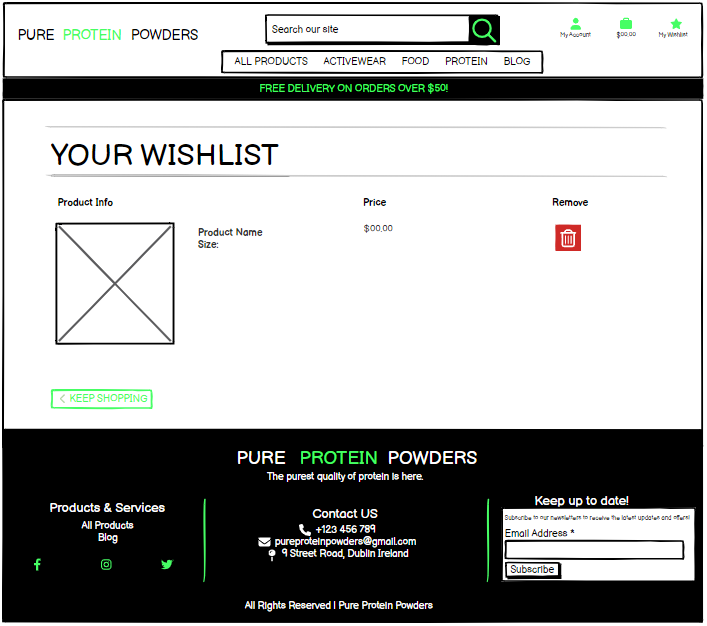 PURE PROTEIN POWDERS
Search our site
My Account
$00.00
My Wishlist
ALL PRODUCTS ACTIVEWEAR FOOD PROTEIN BLOG
FREE DELIVERY ON ORDERS OVER $50!
YOUR WISHLIST
Product Info Price Remove
Product Name
Size:
$00.00
< KEEP SHOPPING
PURE PROTEIN POWDERS
The purest quality of protein is here.
Products & Services
All Products
Blog
Contact US
+123 456 789
pureproteinpowders@gmail.com
9 Street Road, Dublin Ireland
Keep up to date!
Subscribe to our newsletters to receive the latest updates and offers!
Email Address *
Subscribe
All Rights Reserved | Pure Protein Powders